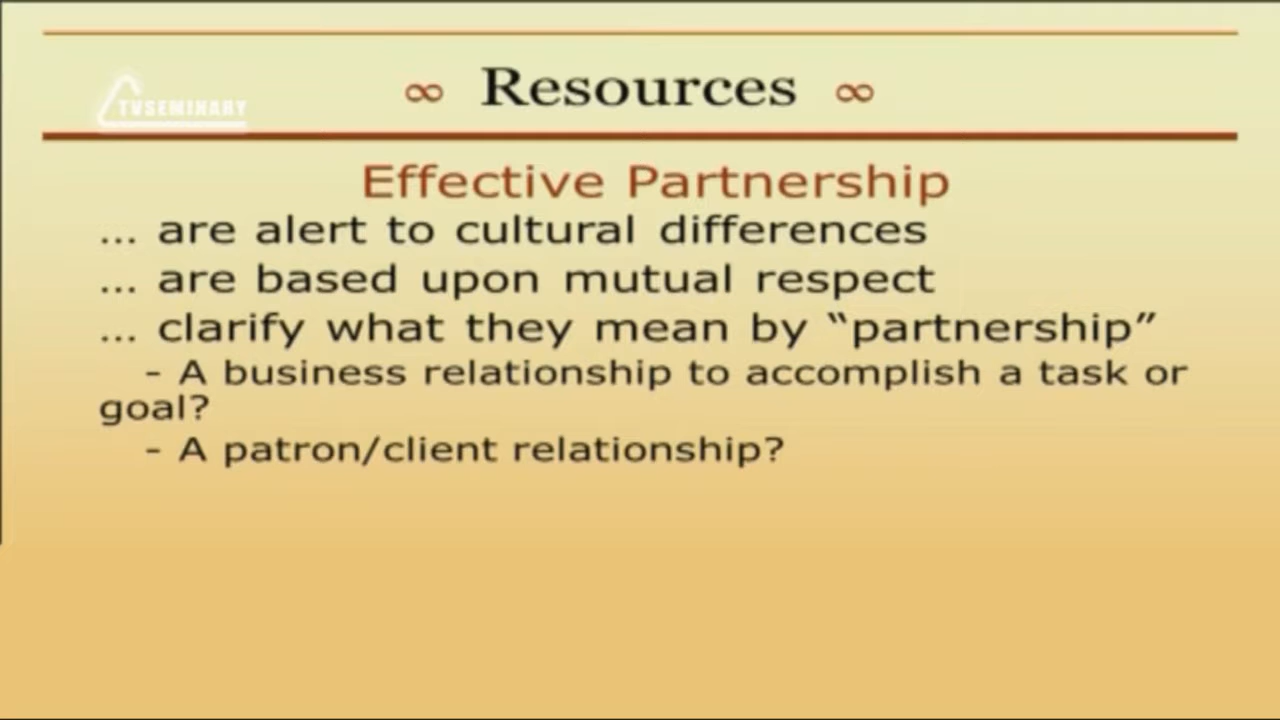 ∞ Resources ∞
TVSEMINARY
Effective Partnership
... are alert to cultural differences
... are based upon mutual respect
... clarify what they mean by “partnership”
- A business relationship to accomplish a task or
goal?
- A patron/client relationship?